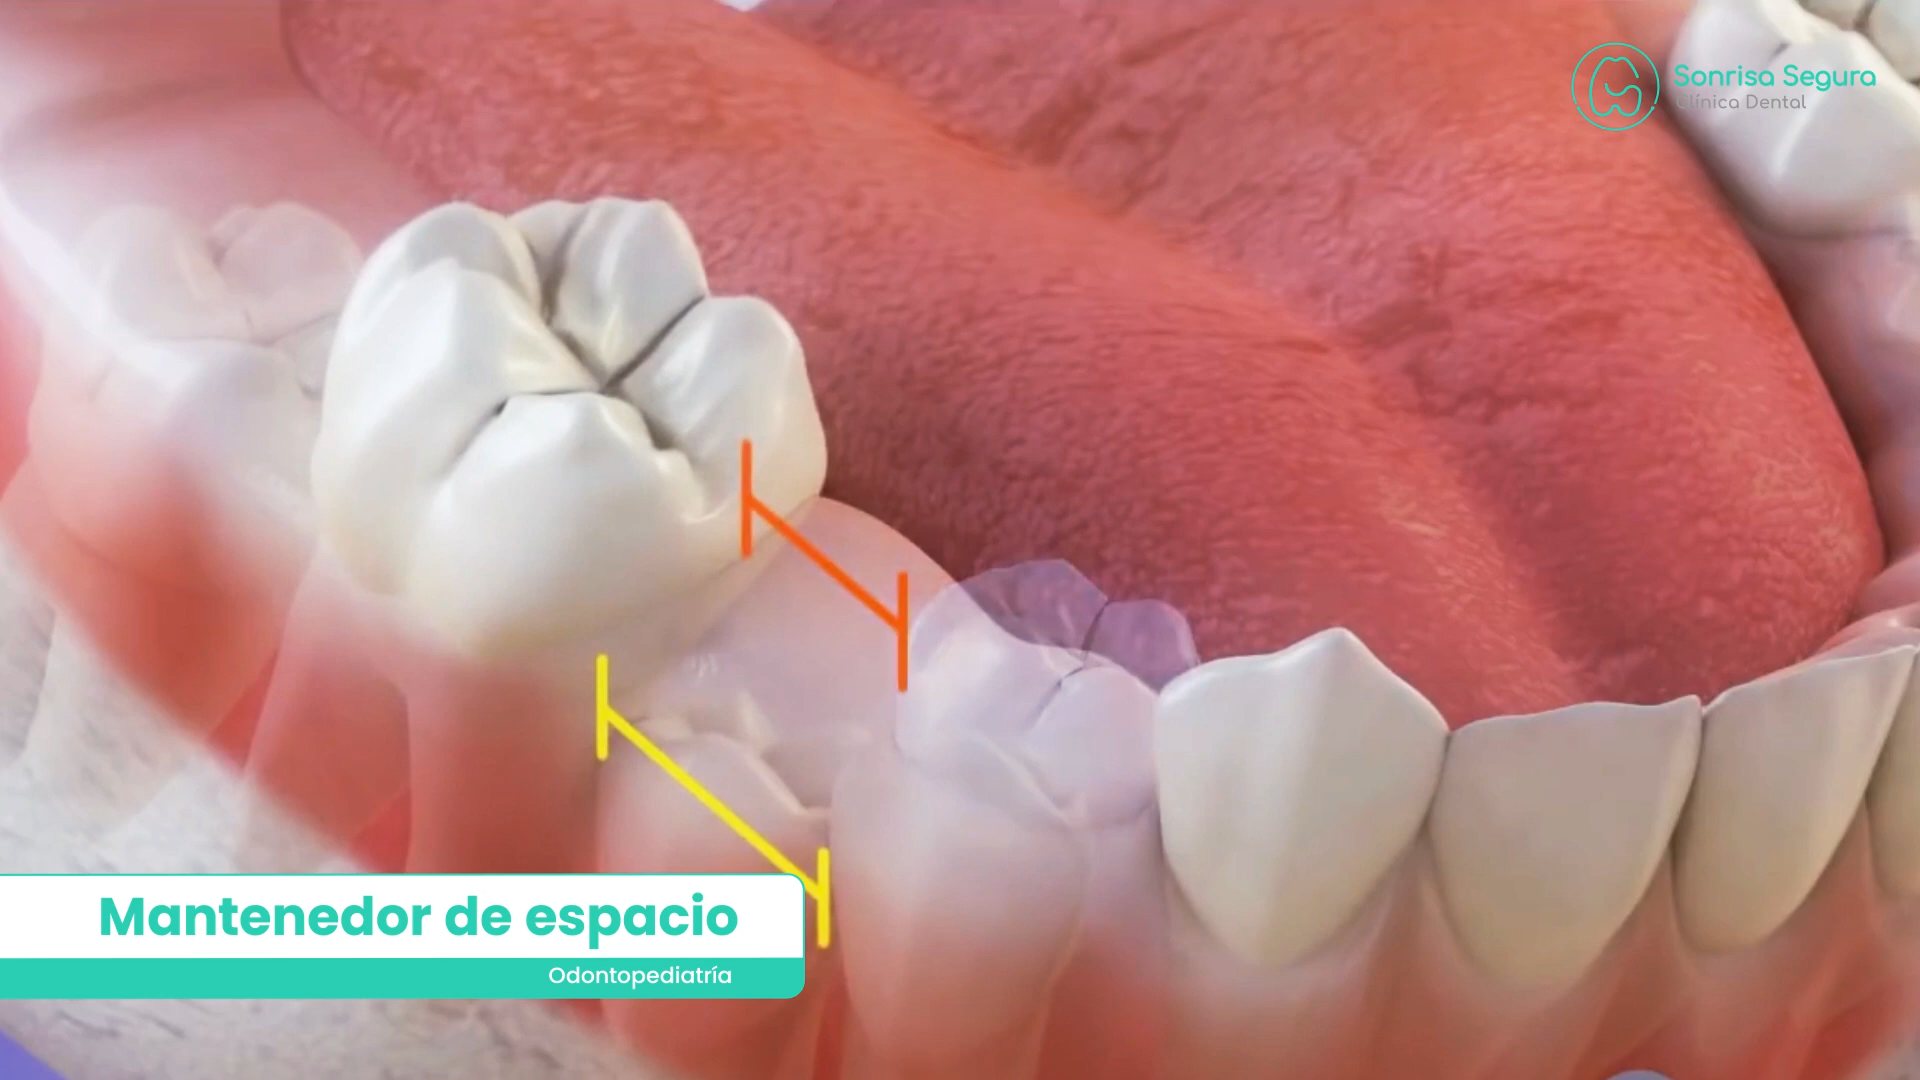 Sonrisa Segura
Clínica Dental
Mantenedor de espacio
Odontopediatría